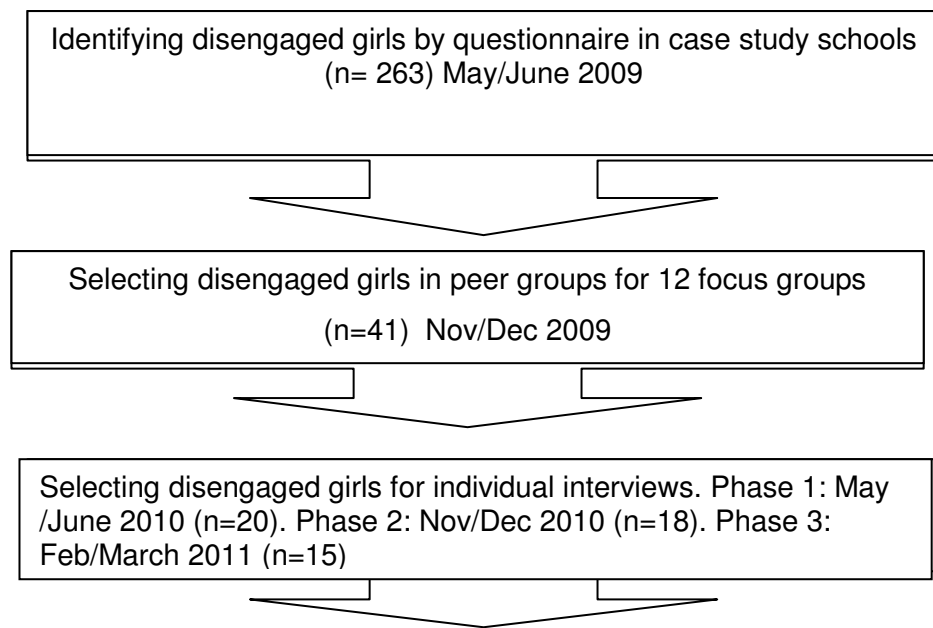 Identifying disengaged girls by questionnaire in case study schools
(n= 263) May/June 2009
Selecting disengaged girls in peer groups for 12 focus groups
(n=41) Nov/Dec 2009
Selecting disengaged girls for individual interviews. Phase 1: May
/June 2010 (n=20). Phase 2: Nov/Dec 2010 (n=18). Phase 3:
Feb/March 2011 (n=15)